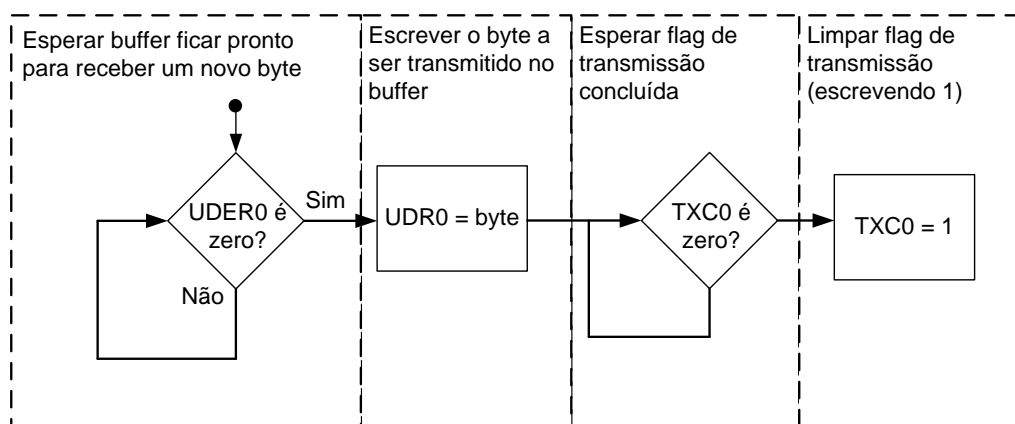 Esperar buffer ficar pronto
para receber um novo byte
Escrever o byte a
ser transmitido no
buffer
Esperar flag de
transmissão
concluída
Limpar flag de
transmissão
(escrevendo 1)
UDER0 é
zero?
Sim
Não
UDR0 = byte
TXC0 é
zero?
TXC0 = 1